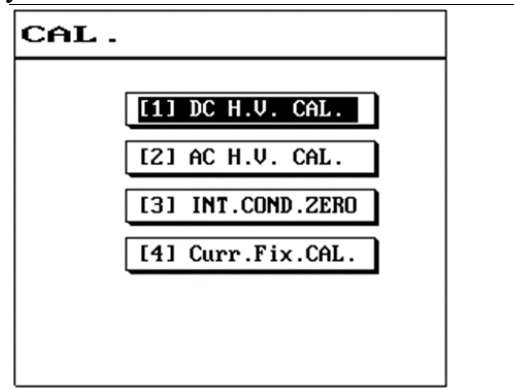 CAL.
[1] DC H.V. CAL.
[2] AC H.V. CAL.
[3] INT.COND.ZERO
[4] Curr.Fix.CAL.